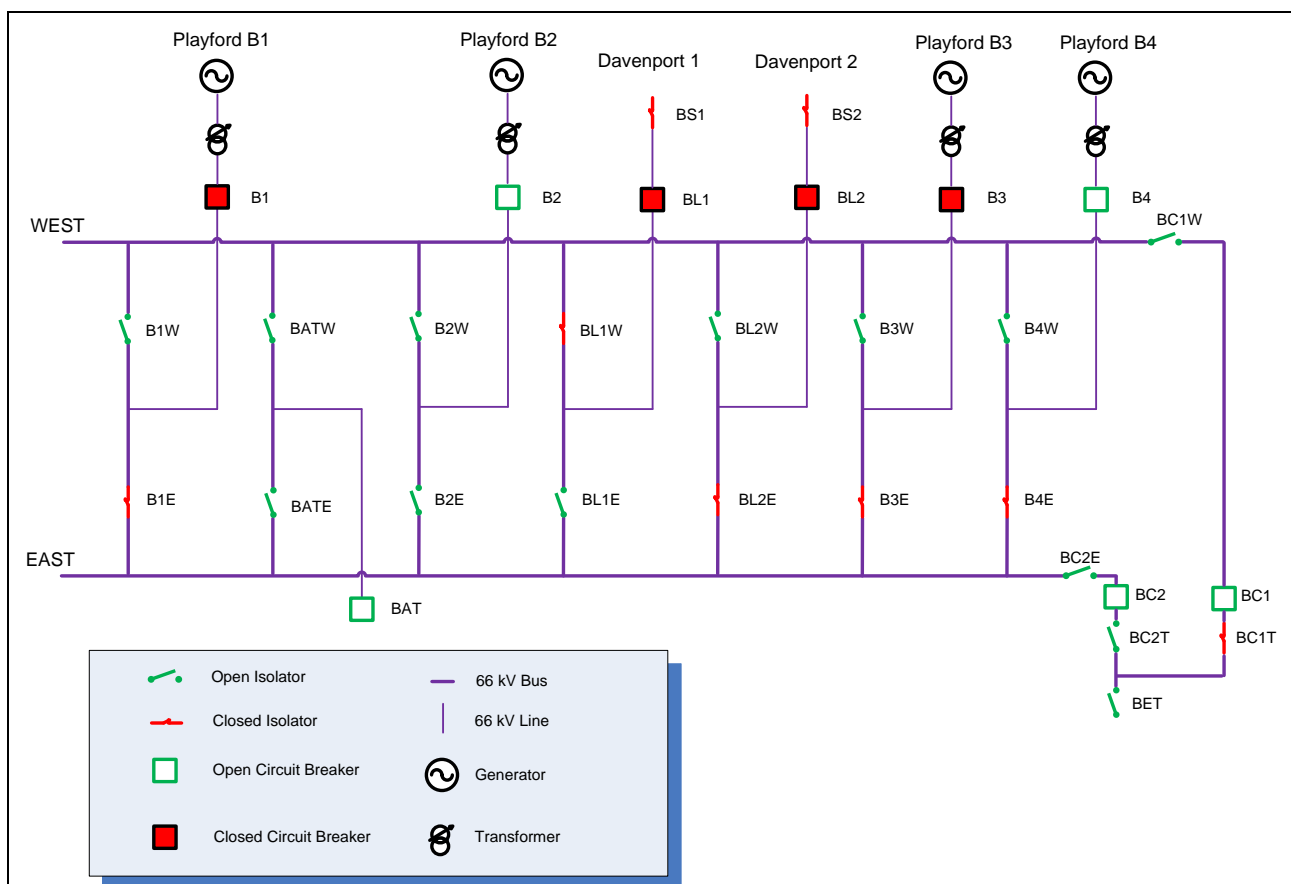 Playford B1
Playford B2
Davenport 1
Davenport 2
Playford B3
Playford B4
BS1
BS2
B1
B2
BL1
BL2
B3
B4
WEST
BC1W
B1W
BATW
B2W
BL1W
BL2W
B3W
B4W
B1E
BATE
B2E
BL1E
BL2E
B3E
B4E
EAST
BC2E
BAT
BC2
BC1
BC2T
BC1T
BET
Open Isolator
66 kV Bus
Closed Isolator
66 kV Line
Open Circuit Breaker
Generator
Closed Circuit Breaker
Transformer